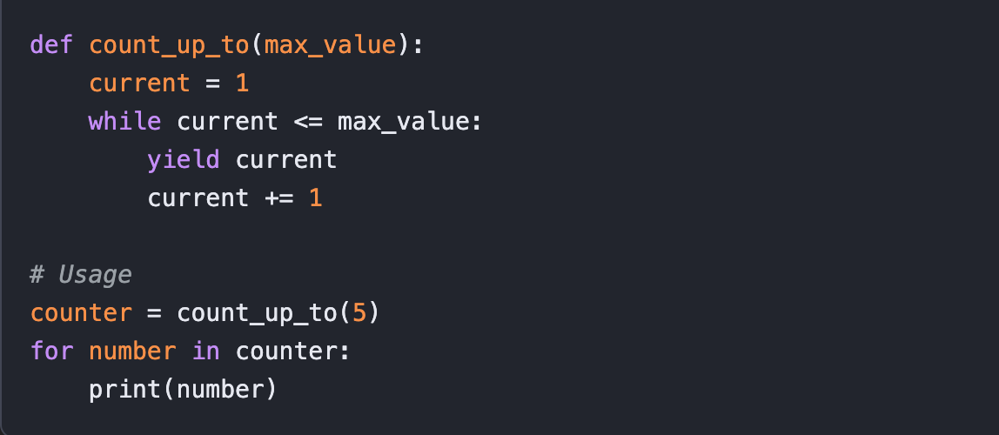 def count_up_to(max_value):
    current = 1
    while current <= max_value:
        yield current
        current += 1

# Usage
counter = count_up_to(5)
for number in counter:
    print(number)